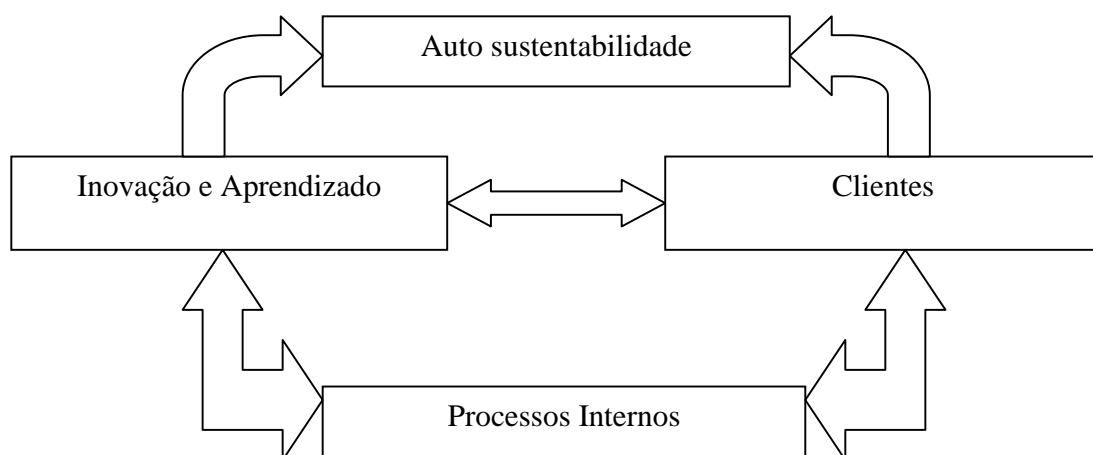 Auto sustentabilidade
Inovação e Aprendizado
Clientes
Processos Internos